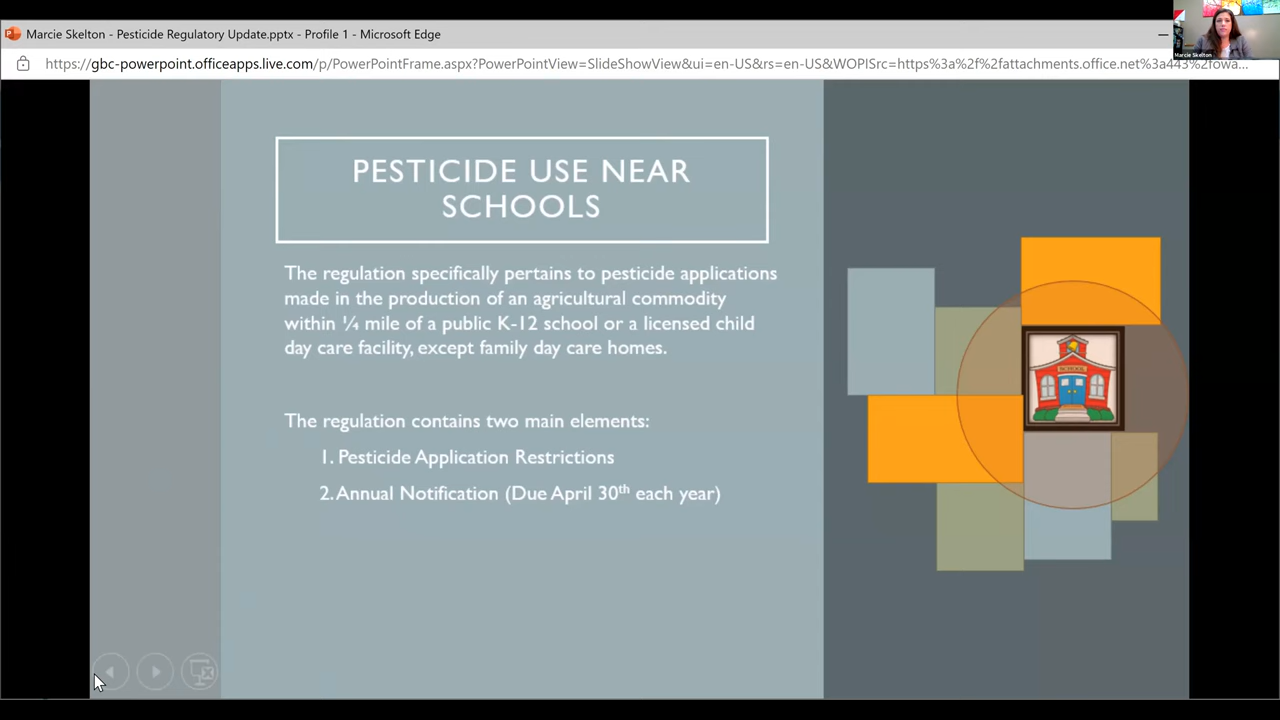 Marcie Skelton - Pesticide Regulatory Update.pptx - Profile 1 - Microsoft Edge
Marcie Skelton
https://gbc-powerpoint.officeapps.live.com/p/PowerPointFrame.aspx?PowerPointView=SlideShowView&ui=en-US&rs=en-US&WOPISrc=https%3a%2f%2fattachments.office.net%3a443%2fowa...
PESTICIDE USE NEAR
SCHOOLS
The regulation specifically pertains to pesticide applications
made in the production of an agricultural commodity
within ¼ mile of a public K-12 school or a licensed child
day care facility, except family day care homes.
The regulation contains two main elements:
1. Pesticide Application Restrictions
2. Annual Notification (Due April 30th each year)
SCHOOL